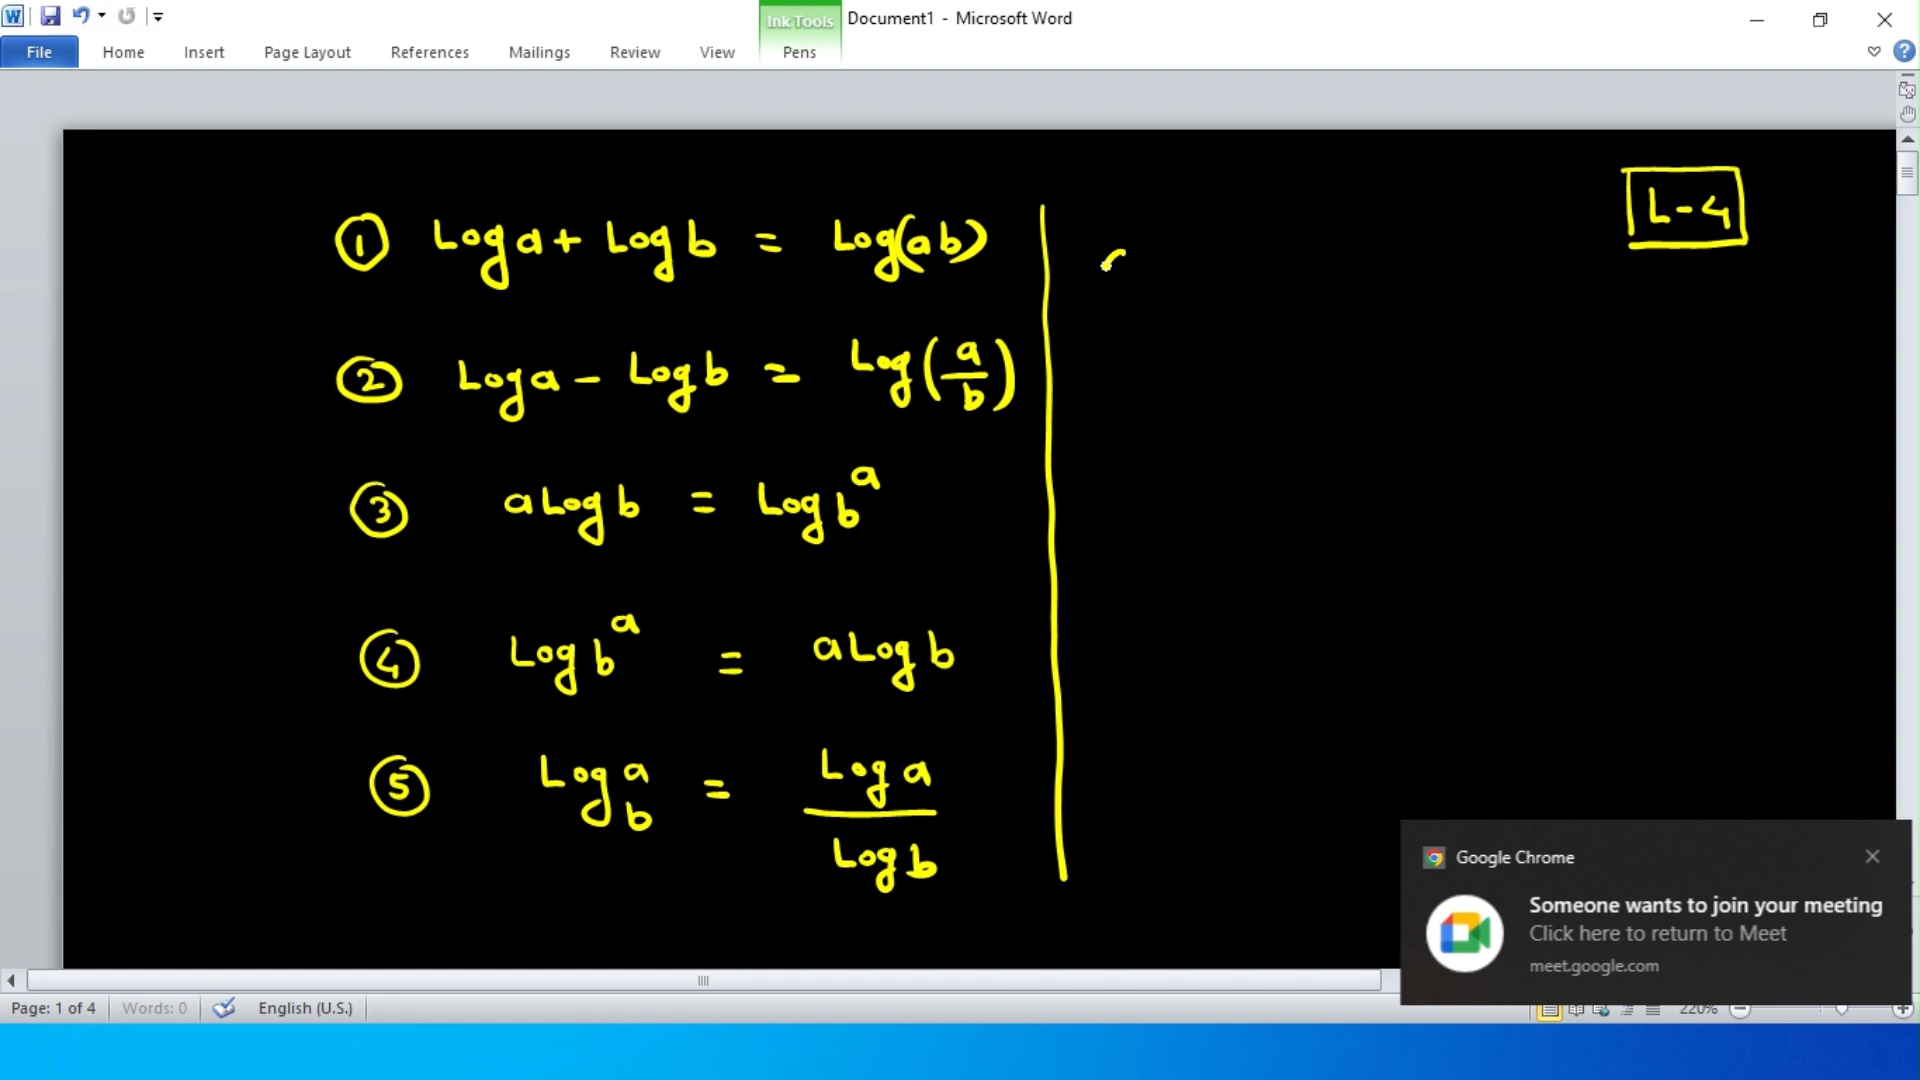 Ink Tools Document1 - Microsoft Word
File Home Insert Page Layout References Mailings Review View Pens
L-4
① Log a + Log b = Log(ab)
② Log a - Log b = Log(a/b)
③ a Log b = Log b^a
④ Log b^a = a Log b
⑤ Log_b a = Log a / Log b
Google Chrome
Someone wants to join your meeting
Click here to return to Meet
meet.google.com
Page: 1 of 4 Words: 0 English (U.S.) 220%